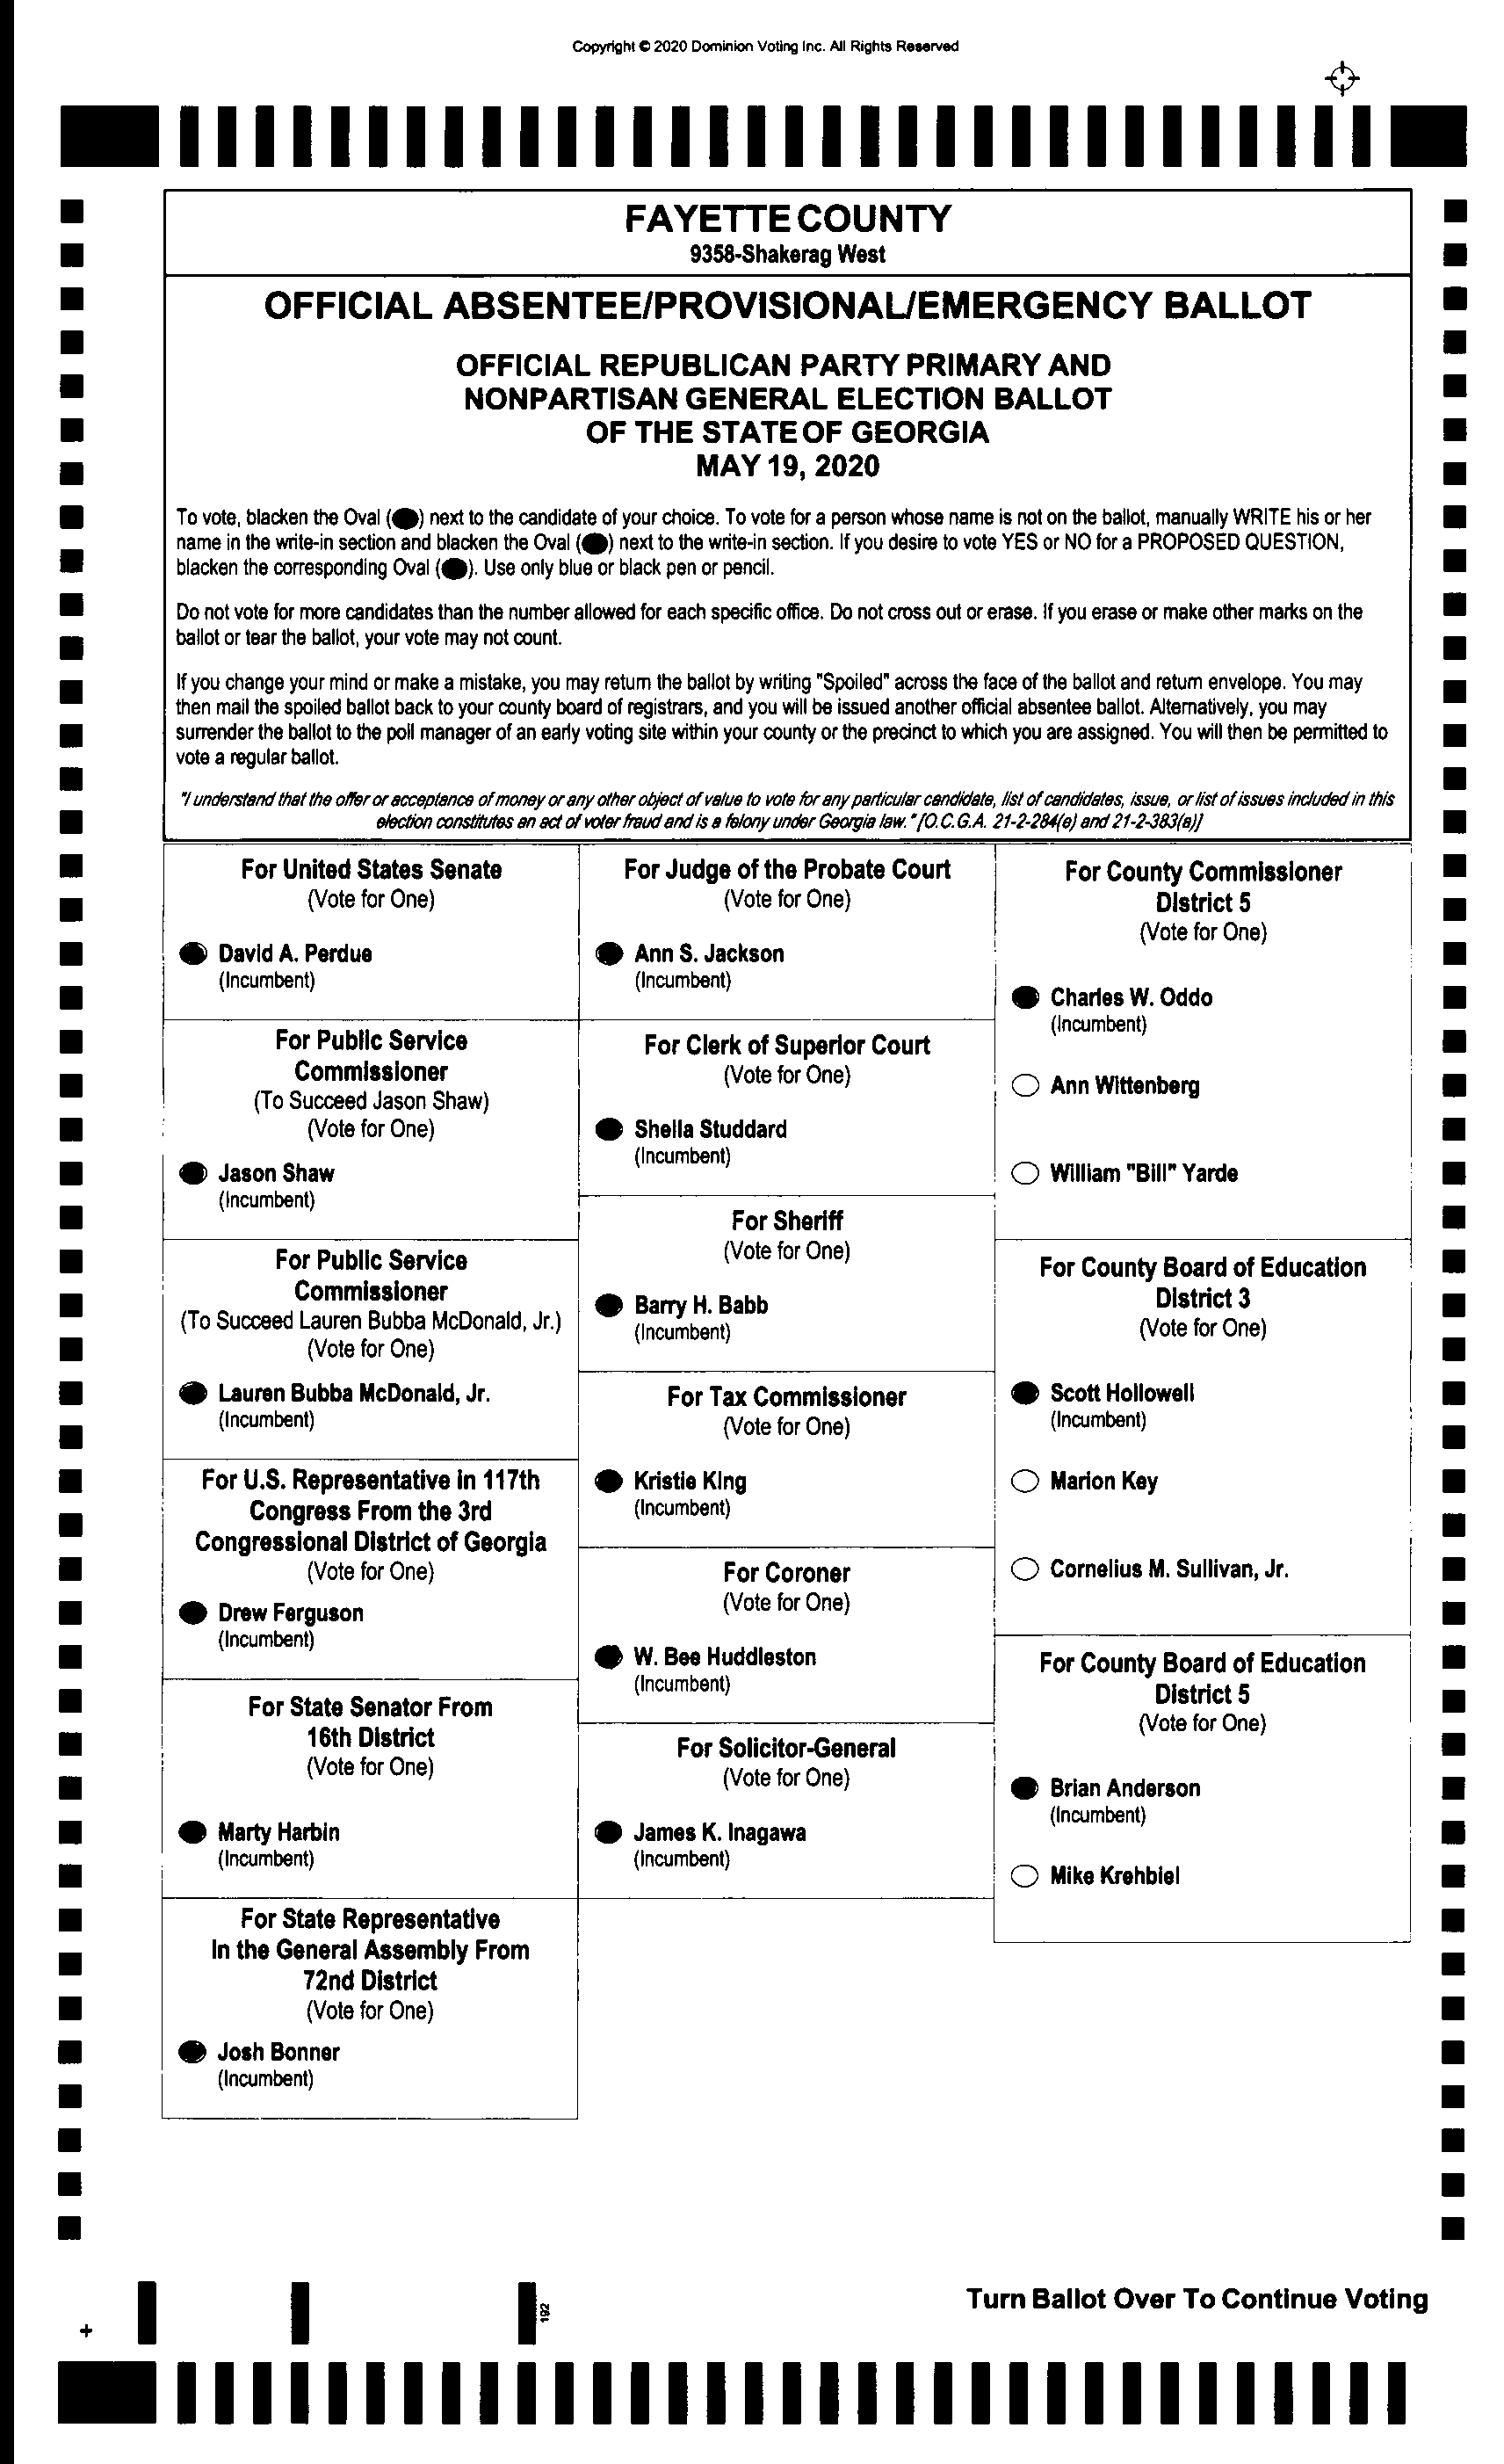 Copyright © 2020 Dominion Voting Inc. All Rights Reserved
FAYETTE COUNTY
9358-Shakerag West
OFFICIAL ABSENTEE/PROVISIONAL/EMERGENCY BALLOT
OFFICIAL REPUBLICAN PARTY PRIMARY AND
NONPARTISAN GENERAL ELECTION BALLOT
OF THE STATE OF GEORGIA
MAY 19, 2020
To vote, blacken the Oval (⬬) next to the candidate of your choice. To vote for a person whose name is not on the ballot, manually WRITE his or her
name in the write-in section and blacken the Oval (⬬) next to the write-in section. If you desire to vote YES or NO for a PROPOSED QUESTION,
blacken the corresponding Oval (⬬). Use only blue or black pen or pencil.
Do not vote for more candidates than the number allowed for each specific office. Do not cross out or erase. If you erase or make other marks on the
ballot or tear the ballot, your vote may not count.
If you change your mind or make a mistake, you may return the ballot by writing "Spoiled" across the face of the ballot and return envelope. You may
then mail the spoiled ballot back to your county board of registrars, and you will be issued another official absentee ballot. Alternatively, you may
surrender the ballot to the poll manager of an early voting site within your county or the precinct to which you are assigned. You will then be permitted to
vote a regular ballot.
"I understand that the offer or acceptance of money or any other object of value to vote for any particular candidate, list of candidates, issue, or list of issues included in this
election constitutes an act of voter fraud and is a felony under Georgia law." [O.C.G.A. 21-2-284(e) and 21-2-383(a)]
For United States Senate
(Vote for One)
David A. Perdue
(Incumbent)
For Public Service
Commissioner
(To Succeed Jason Shaw)
(Vote for One)
Jason Shaw
(Incumbent)
For Public Service
Commissioner
(To Succeed Lauren Bubba McDonald, Jr.)
(Vote for One)
Lauren Bubba McDonald, Jr.
(Incumbent)
For U.S. Representative in 117th
Congress From the 3rd
Congressional District of Georgia
(Vote for One)
Drew Ferguson
(Incumbent)
For State Senator From
16th District
(Vote for One)
Marty Harbin
(Incumbent)
For State Representative
In the General Assembly From
72nd District
(Vote for One)
Josh Bonner
(Incumbent)
For Judge of the Probate Court
(Vote for One)
Ann S. Jackson
(Incumbent)
For Clerk of Superior Court
(Vote for One)
Sheila Studdard
(Incumbent)
For Sheriff
(Vote for One)
Barry H. Babb
(Incumbent)
For Tax Commissioner
(Vote for One)
Kristie King
(Incumbent)
For Coroner
(Vote for One)
W. Bee Huddleston
(Incumbent)
For Solicitor-General
(Vote for One)
James K. Inagawa
(Incumbent)
For County Commissioner
District 5
(Vote for One)
Charles W. Oddo
(Incumbent)
Ann Wittenberg
William "Bill" Yarde
For County Board of Education
District 3
(Vote for One)
Scott Hollowell
(Incumbent)
Marion Key
Cornelius M. Sullivan, Jr.
For County Board of Education
District 5
(Vote for One)
Brian Anderson
(Incumbent)
Mike Krehbiel
Turn Ballot Over To Continue Voting
192
+